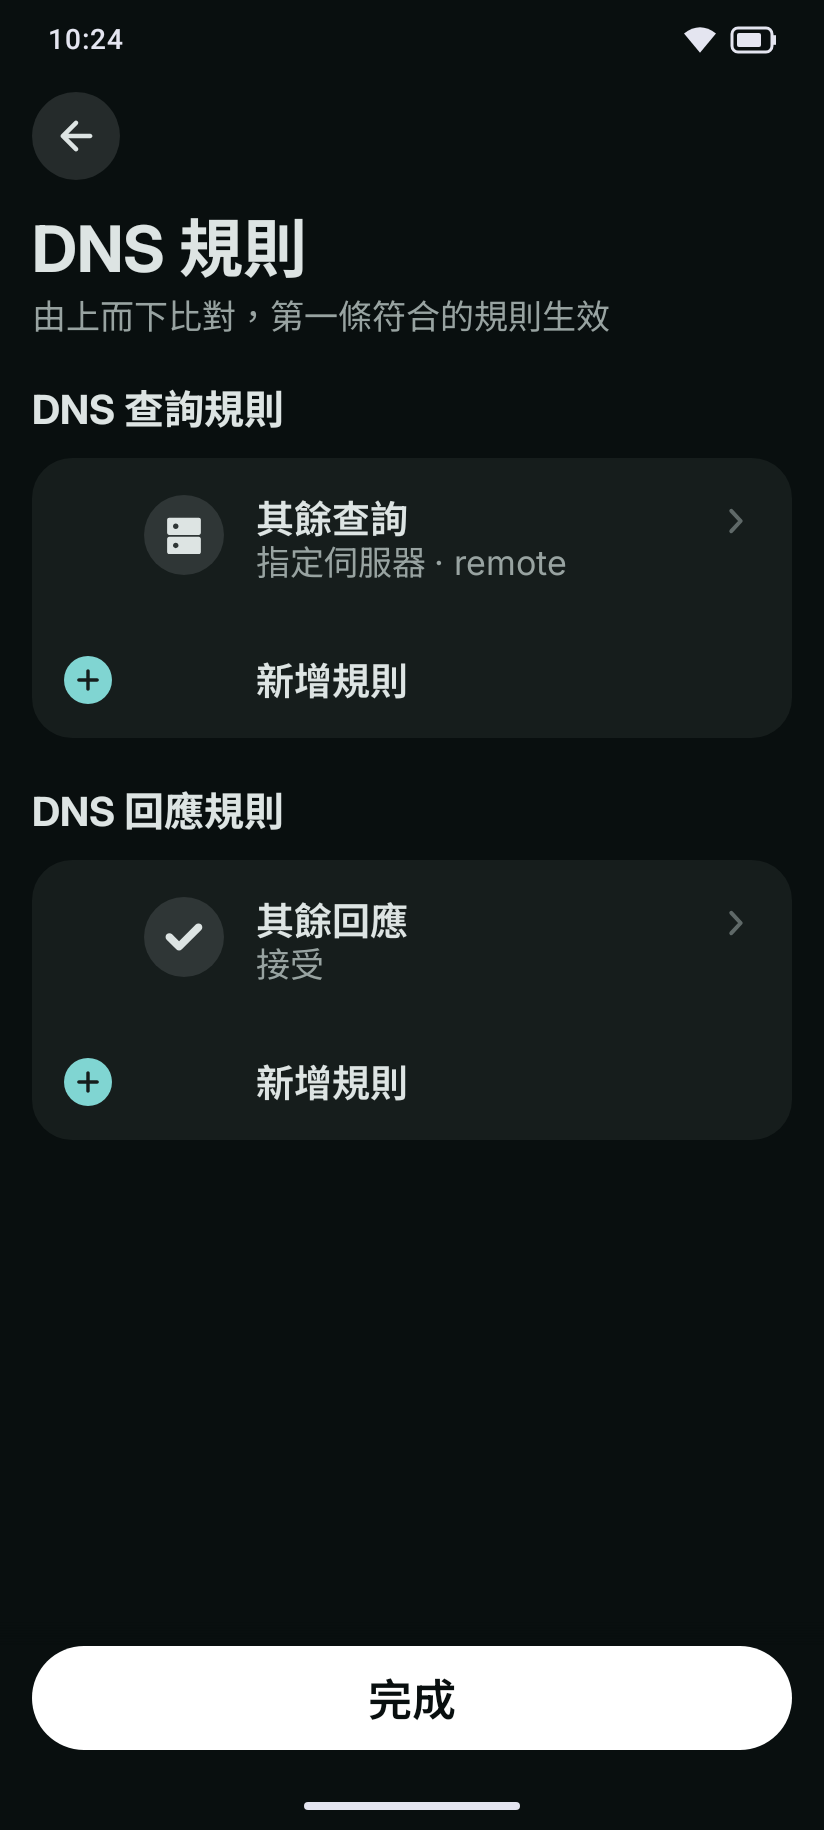 10:24
DNS 規則
由上而下比對，第一條符合的規則生效
DNS 查詢規則
其餘查詢
指定伺服器 · remote
新增規則
DNS 回應規則
其餘回應
接受
新增規則
完成